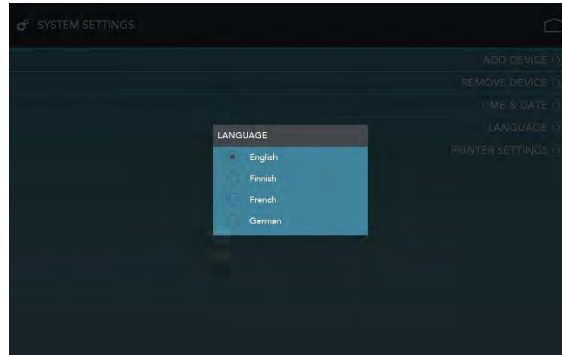 SYSTEM SETTINGS
ADD DEVICE
REMOVE DEVICE
TIME & DATE
LANGUAGE
PRINTER SETTINGS
LANGUAGE
English
Finnish
French
German